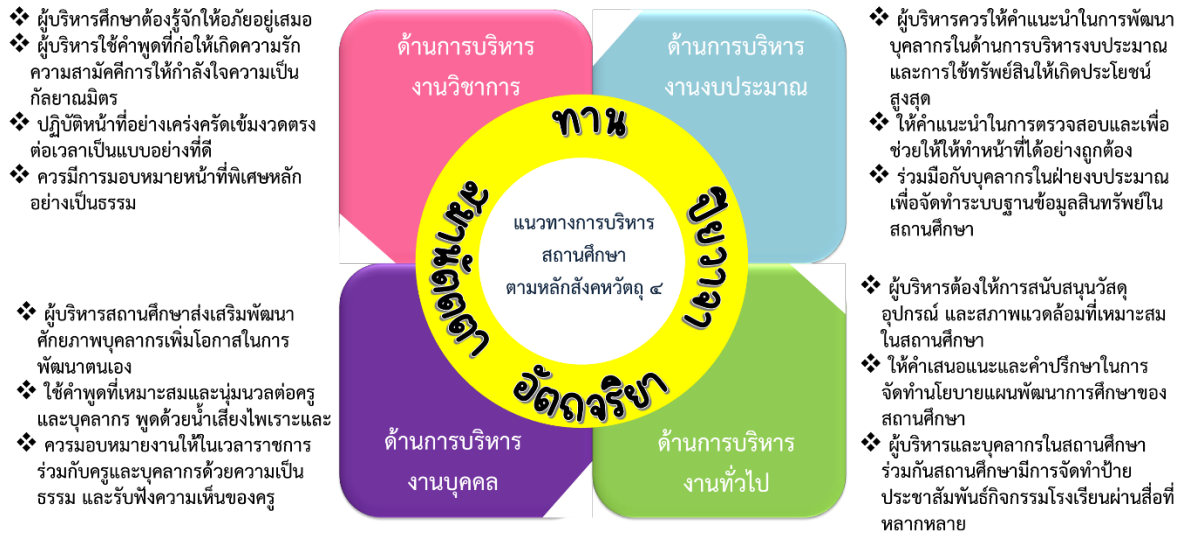 ❖ ผู้บริหารศึกษาต้องรู้จักให้อภัยอยู่เสมอ
❖ ผู้บริหารใช้คำพูดที่ก่อให้เกิดความรัก
ความสามัคคีการให้กำลังใจความเป็น
กัลยาณมิตร
❖ ปฏิบัติหน้าที่อย่างเคร่งครัดเข้มงวดตรง
ต่อเวลาเป็นแบบอย่างที่ดี
❖ ควรมีการมอบหมายหน้าที่พิเศษหลัก
อย่างเป็นธรรม
ด้านการบริหาร
งานวิชาการ
ด้านการบริหาร
งานงบประมาณ
❖ ผู้บริหารควรให้คำแนะนำในการพัฒนา
บุคลากรในด้านการบริหารงบประมาณ
และการใช้ทรัพย์สินให้เกิดประโยชน์
สูงสุด
❖ ให้คำแนะนำในการตรวจสอบและเพื่อ
ช่วยให้ให้ทำหน้าที่ได้อย่างถูกต้อง
❖ ร่วมมือกับบุคลากรในฝ่ายงบประมาณ
เพื่อจัดทำระบบฐานข้อมูลสินทรัพย์ใน
สถานศึกษา
ทาน
ปิยวาจา
อัตถจริยา
สมานัตตตา
แนวทางการบริหาร
สถานศึกษา
ตามหลักสังคหวัตถุ ๔
❖ ผู้บริหารสถานศึกษาส่งเสริมพัฒนา
ศักยภาพบุคลากรเพิ่มโอกาสในการ
พัฒนาตนเอง
❖ ใช้คำพูดที่เหมาะสมและนุ่มนวลต่อครู
และบุคลากร พูดด้วยน้ำเสียงไพเราะและ
❖ ควรมอบหมายงานให้ในเวลาราชการ
ร่วมกับครูและบุคลากรด้วยความเป็น
ธรรม และรับฟังความเห็นของครู
ด้านการบริหาร
งานบุคคล
ด้านการบริหาร
งานทั่วไป
❖ ผู้บริหารต้องให้การสนับสนุนวัสดุ
อุปกรณ์ และสภาพแวดล้อมที่เหมาะสม
ในสถานศึกษา
❖ ให้คำเสนอแนะและคำปรึกษาในการ
จัดทำนโยบายแผนพัฒนาการศึกษาของ
สถานศึกษา
❖ ผู้บริหารและบุคลากรในสถานศึกษา
ร่วมกันสถานศึกษามีการจัดทำป้าย
ประชาสัมพันธ์กิจกรรมโรงเรียนผ่านสื่อที่
หลากหลาย